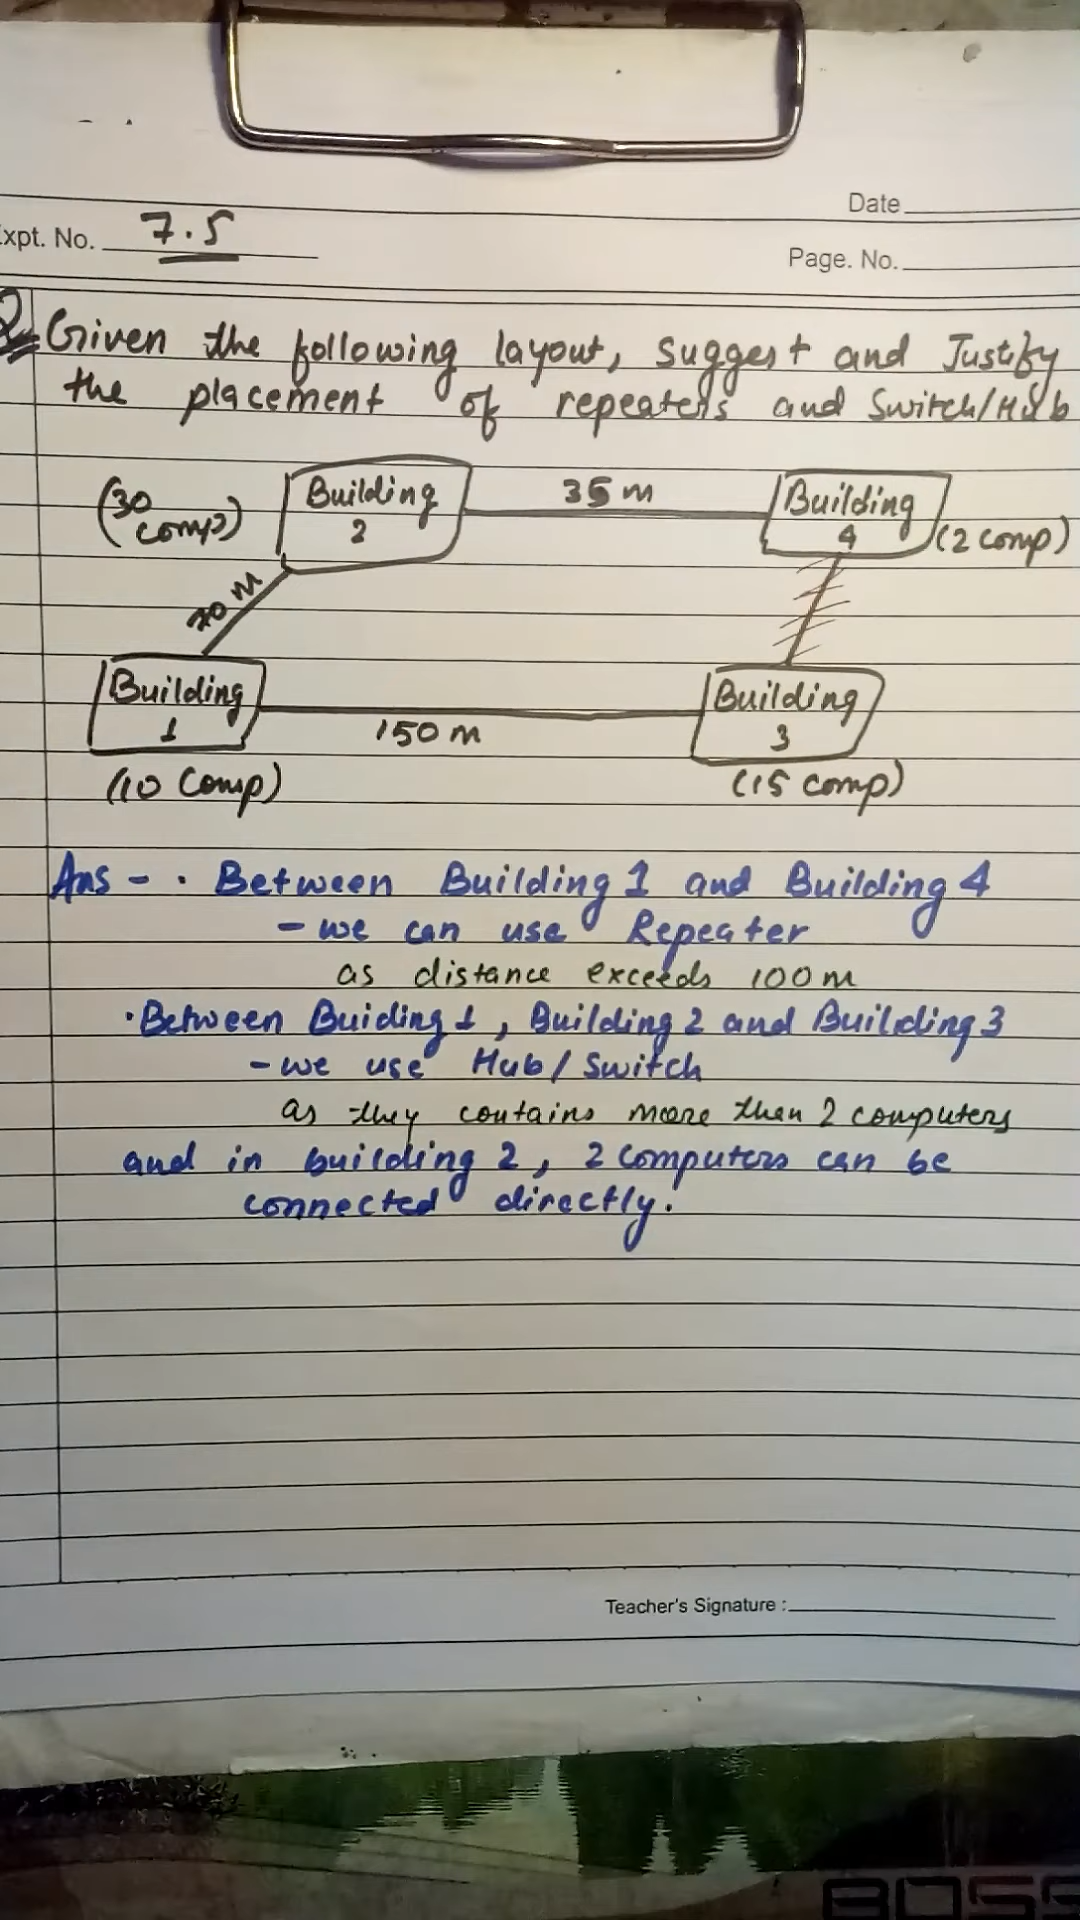 Date
Expt. No. 7.5
Page. No.
Q Given the following layout, suggest and Justify
the placement of repeaters and Switch/Hub
(30 comp) Building 2 35 m Building 4 (2 comp)
70 M
Building 1 150 m Building 3
(10 Comp) (15 comp)
Ans - . Between Building 1 and Building 4
- we can use Repeater
as distance exceeds 100 m
. Between Buiding 1, Building 2 and Building 3
- we use Hub/Switch
as they contains more then 2 computers
and in building 2, 2 computers can be
connected directly.
Teacher's Signature :
BOSS